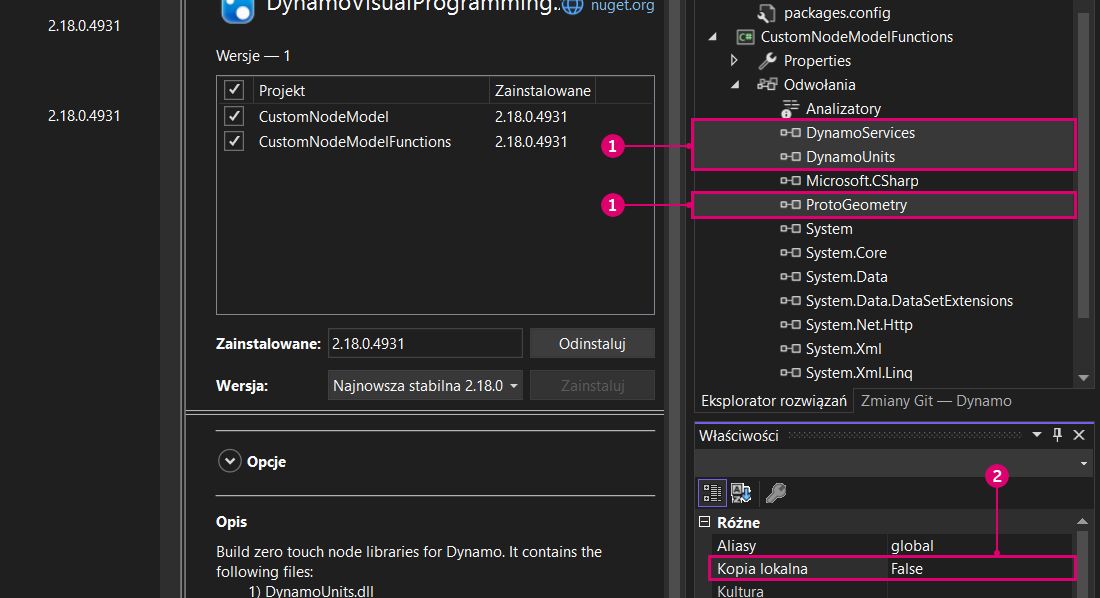 2.18.0.4931
2.18.0.4931
DynamoVisualProgramming..
nuget.org
Wersje — 1
Projekt Zainstalowane
CustomNodeModel 2.18.0.4931
CustomNodeModelFunctions 2.18.0.4931
Zainstalowane: 2.18.0.4931 Odinstaluj
Wersja: Najnowsza stabilna 2.18.0 Zainstaluj
Opcje
Opis
Build zero touch node libraries for Dynamo. It contains the
following files:
1) DynamoUnits.dll
packages.config
C# CustomNodeModelFunctions
Properties
Odwołania
Analizatory
1
DynamoServices
DynamoUnits
Microsoft.CSharp
1
ProtoGeometry
System
System.Core
System.Data
System.Data.DataSetExtensions
System.Net.Http
System.Xml
System.Xml.Linq
Eksplorator rozwiązań Zmiany Git — Dynamo
Właściwości
2
Różne
Aliasy global
Kopia lokalna False
Kultura